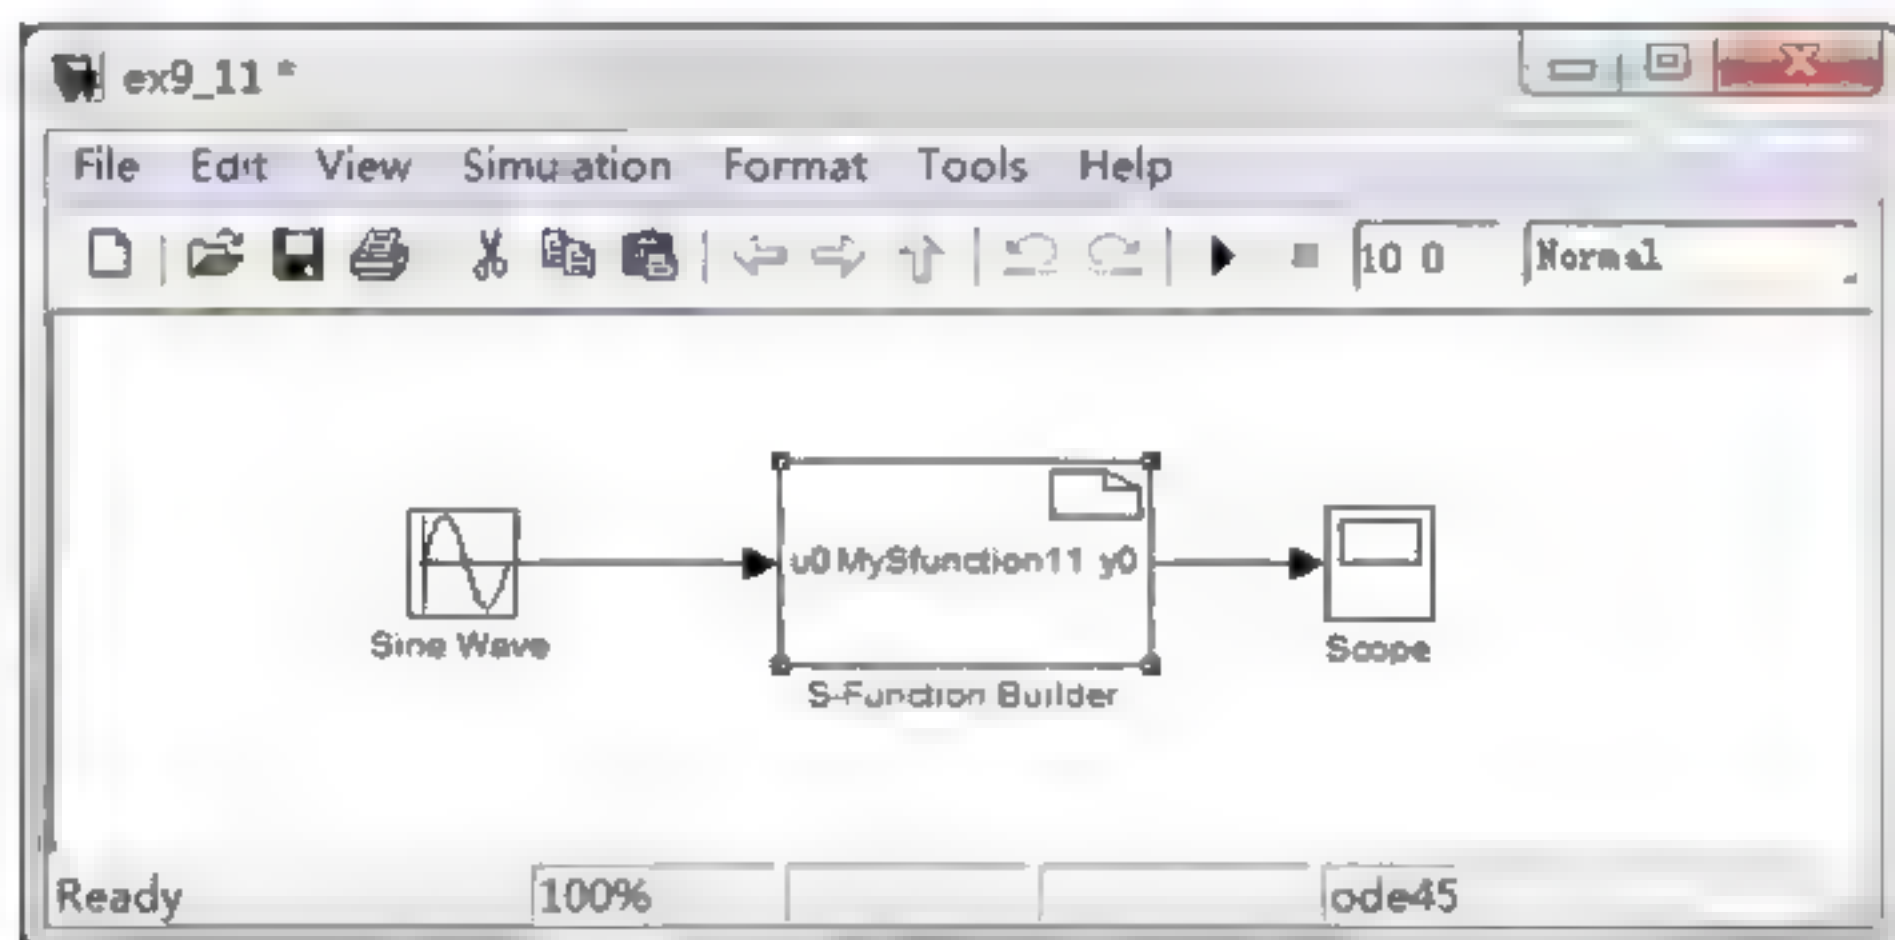 ex9_11 *
File Edit View Simulation Format Tools Help
10 0 Normal
u0 MySfunction11 y0
Sine Wave
Scope
S-Function Builder
Ready 100% ode45